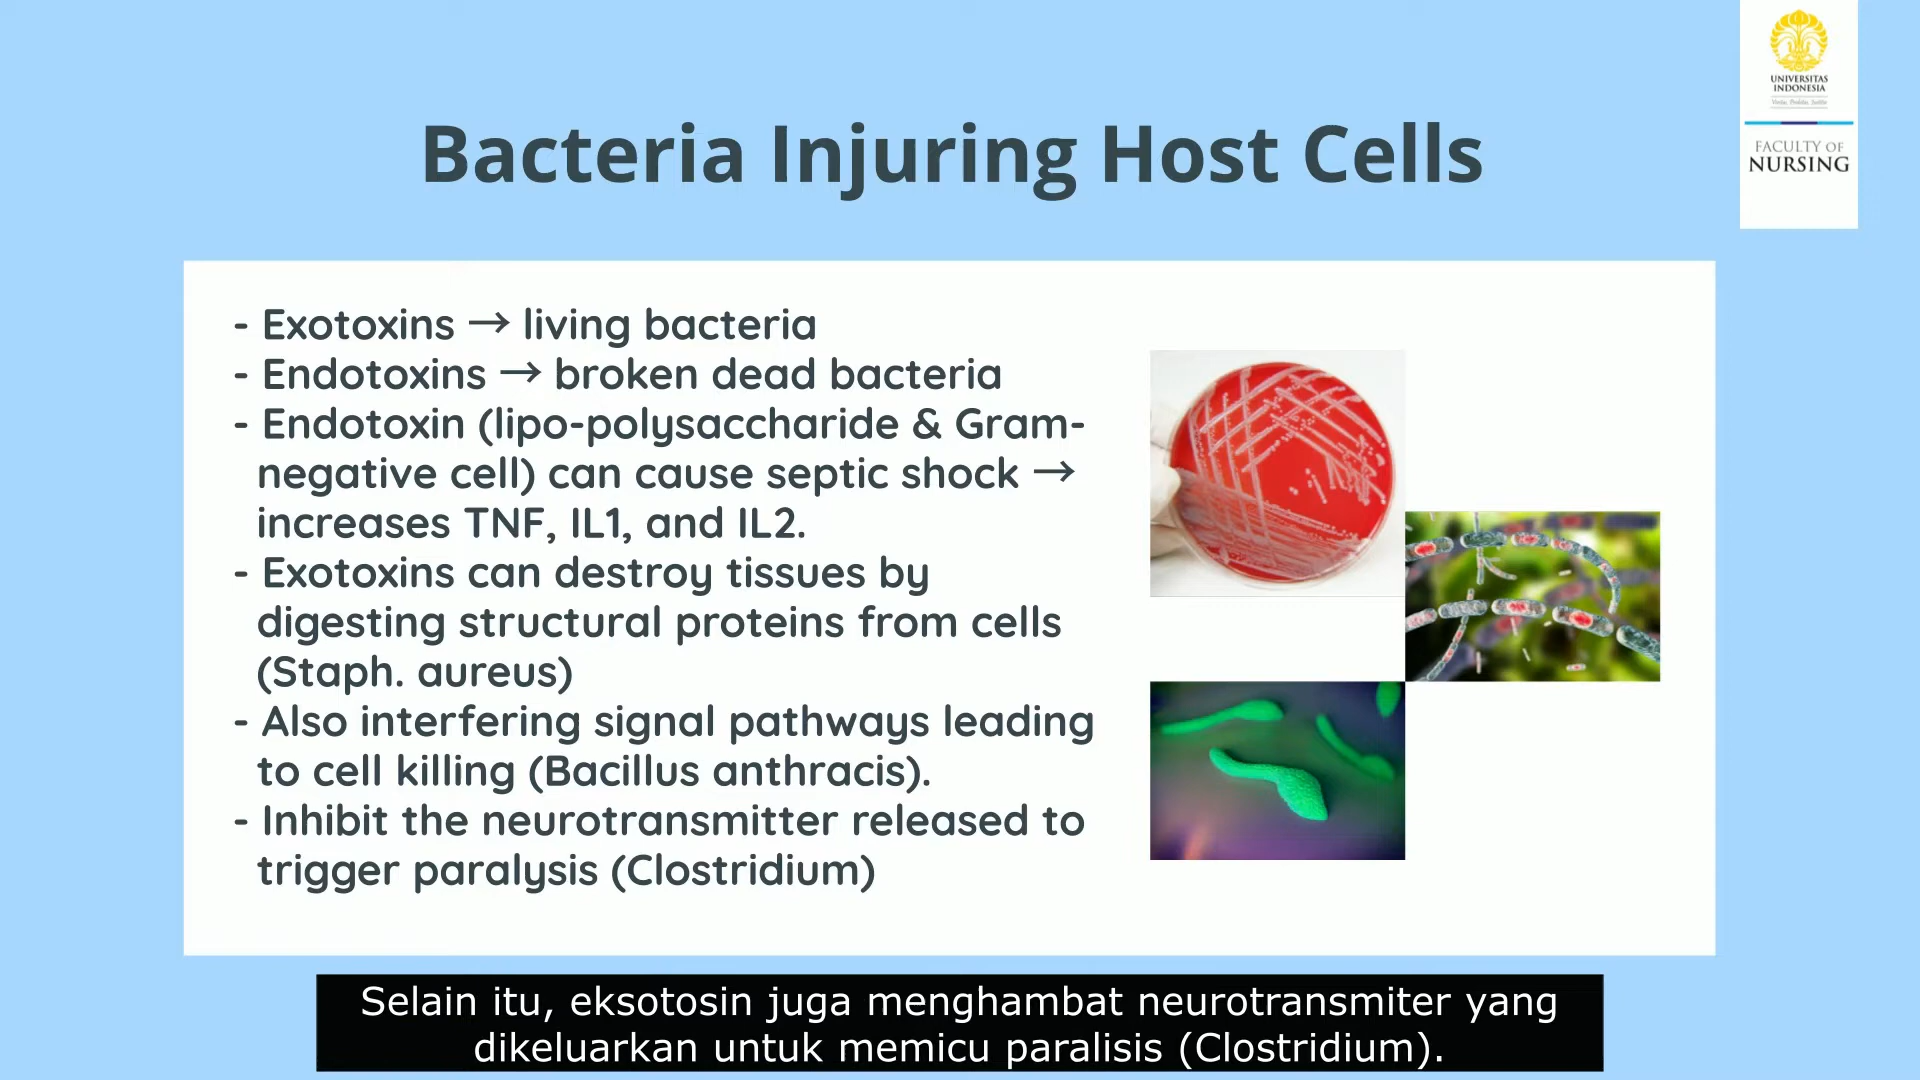 UNIVERSITAS
INDONESIA
Veritas, Probitas, Iustitia
FACULTY OF
NURSING
Bacteria Injuring Host Cells
- Exotoxins → living bacteria
- Endotoxins → broken dead bacteria
- Endotoxin (lipo-polysaccharide & Gram-
negative cell) can cause septic shock →
increases TNF, IL1, and IL2.
- Exotoxins can destroy tissues by
digesting structural proteins from cells
(Staph. aureus)
- Also interfering signal pathways leading
to cell killing (Bacillus anthracis).
- Inhibit the neurotransmitter released to
trigger paralysis (Clostridium)
Selain itu, eksotosin juga menghambat neurotransmiter yang
dikeluarkan untuk memicu paralisis (Clostridium).